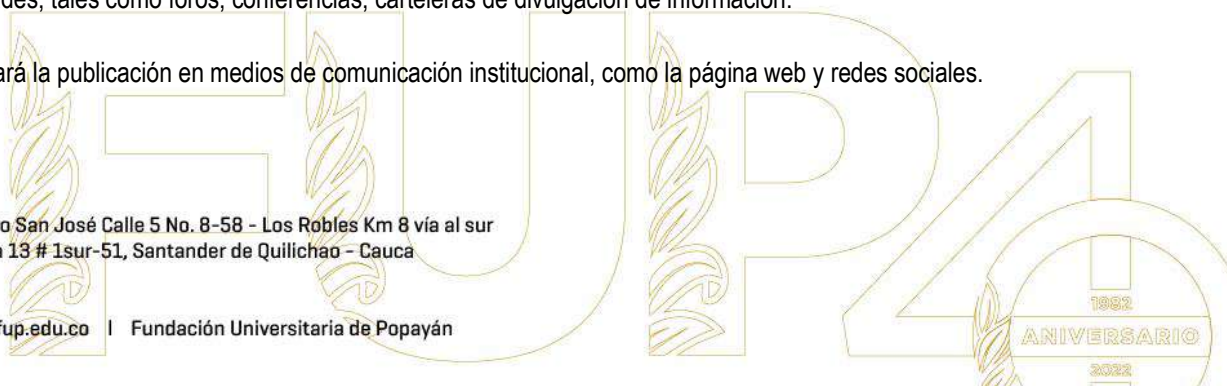 tales como foros, conferencias, carteleras de divulgación de información.
la publicación en medios de comunicación institucional, como la página web y redes sociales.
FUP4
San José Calle 5 No. 8-58 - Los Robles Km 8 vía al sur
13 # 1sur-51, Santander de Quilichao - Cauca
fup.edu.co | Fundación Universitaria de Popayán
1982
ANIVERSARIO
2022